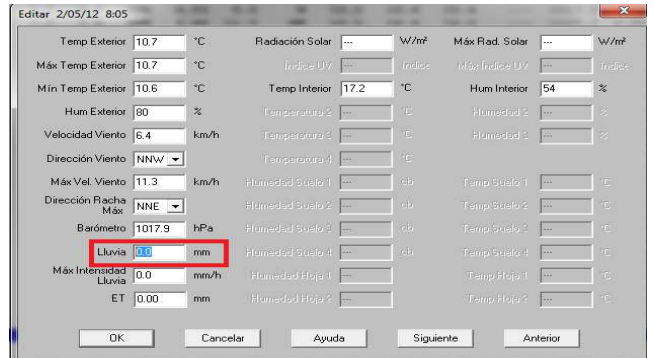 Editar 2/05/12 8:05
Temp Exterior 10.7 °C Radiación Solar --- W/m² Máx Rad. Solar --- W/m²
Máx Temp Exterior 10.7 °C Indice UV --- Indice Máx Indice UV --- Indice
Mín Temp Exterior 10.6 °C Temp Interior 17.2 °C Hum Interior 54 %
Hum Exterior 80 % Temperatura 2 --- °C Humedad 2 --- %
Velocidad Viento 6.4 km/h Temperatura 3 --- °C Humedad 3 --- %
Dirección Viento NNW Temperatura 4 --- °C
Máx Vel. Viento 11.3 km/h Humedad Suelo 1 --- cb Temp Suelo 1 --- °C
Dirección Racha Máx NNE Humedad Suelo 2 --- cb Temp Suelo 2 --- °C
Barómetro 1017.9 hPa Humedad Suelo 3 --- cb Temp Suelo 3 --- °C
Lluvia 0.0 mm Humedad Suelo 4 --- cb Temp Suelo 4 --- °C
Máx Intensidad Lluvia 0.0 mm/h Humedad Hoja 1 --- Temp Hoja 1 --- °C
ET 0.00 mm Humedad Hoja 2 --- Temp Hoja 2 --- °C
OK Cancelar Ayuda Siguiente Anterior